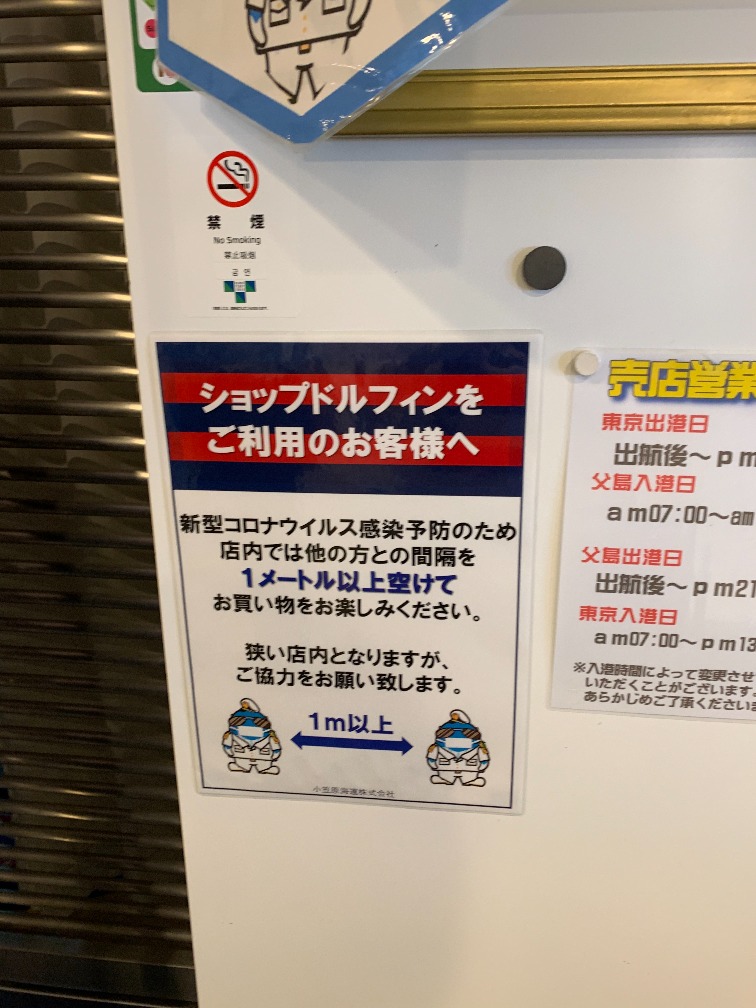 禁 煙
No Smoking
禁止吸烟
금 연
ショップドルフィンを
ご利用のお客様へ
新型コロナウイルス感染予防のため
店内では他の方との間隔を
1メートル以上空けて
お買い物をお楽しみください。
狭い店内となりますが、
ご協力をお願い致します。
1m以上
小笠原海運株式会社
売店営業
東京出港日
出航後～pm
父島入港日
am07:00～am
父島出港日
出航後～pm21
東京入港日
am07:00～pm13
※入港時間によって変更させ
いただくことがございます。
あらかじめご了承ください